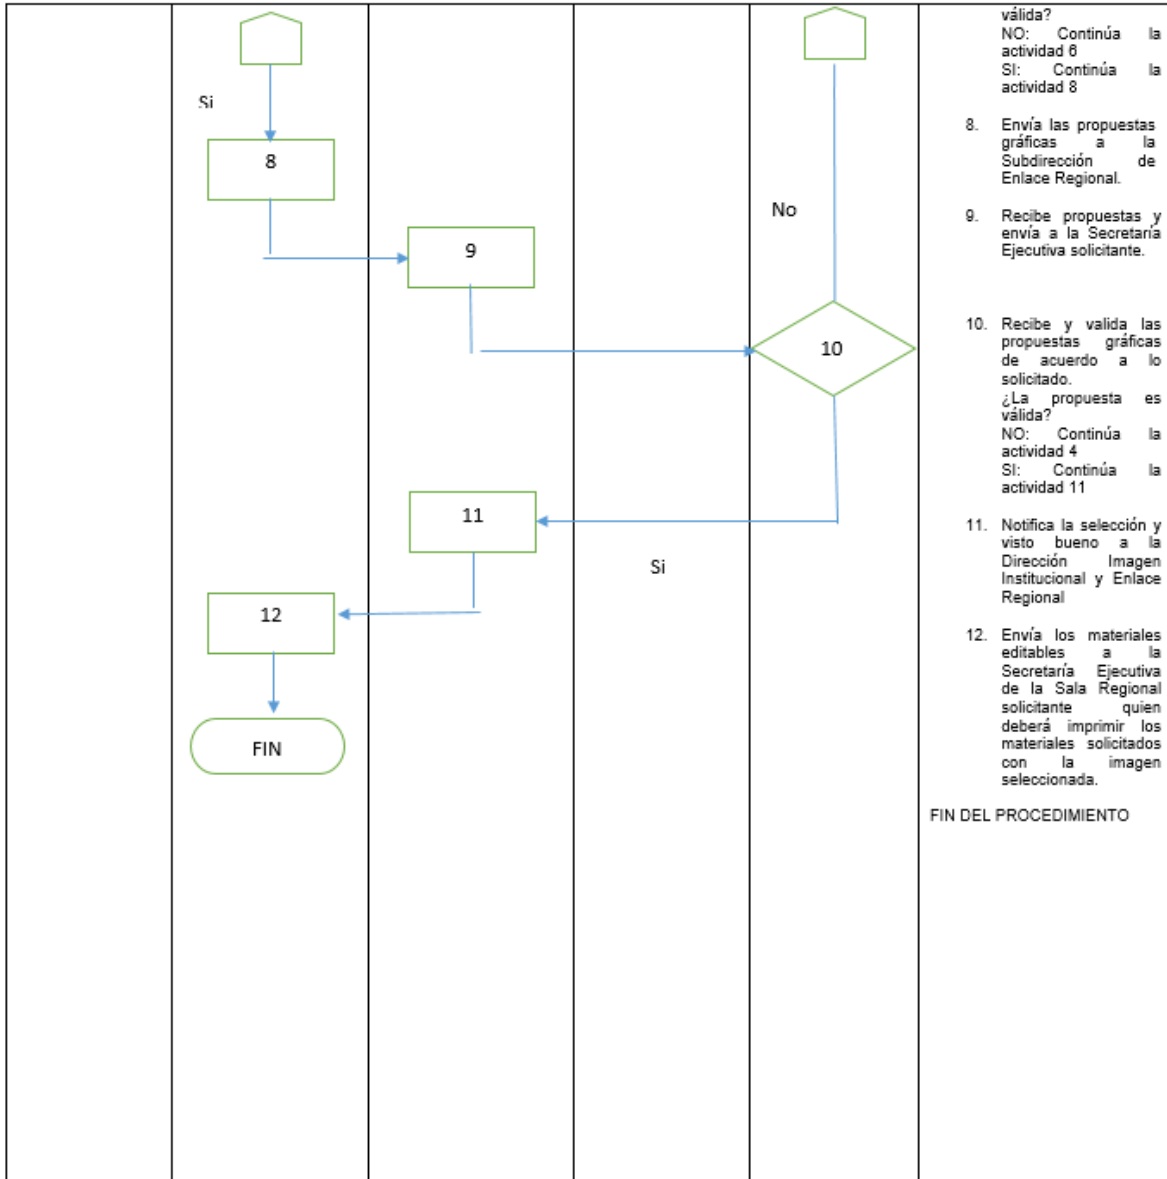 Si
8
9
No
10
11
Si
12
FIN
válida?
NO: Continúa la
actividad 6
SI: Continúa la
actividad 8
8. Envía las propuestas
gráficas a la
Subdirección de
Enlace Regional.
9. Recibe propuestas y
envía a la Secretaría
Ejecutiva solicitante.
10. Recibe y valida las
propuestas gráficas
de acuerdo a lo
solicitado.
¿La propuesta es
válida?
NO: Continúa la
actividad 4
SI: Continúa la
actividad 11
11. Notifica la selección y
visto bueno a la
Dirección Imagen
Institucional y Enlace
Regional
12. Envía los materiales
editables a la
Secretaría Ejecutiva
de la Sala Regional
solicitante quien
deberá imprimir los
materiales solicitados
con la imagen
seleccionada.
FIN DEL PROCEDIMIENTO